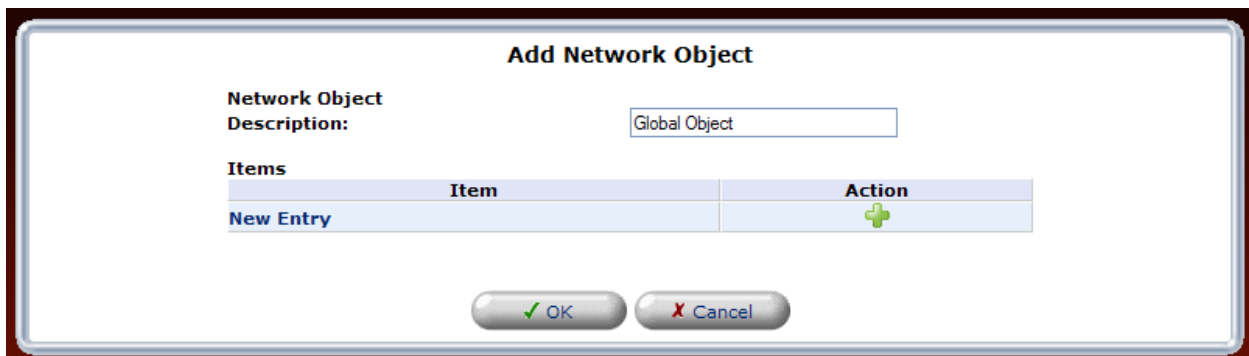 Add Network Object
Network Object
Description: Global Object
Items
Item Action
New Entry
OK Cancel